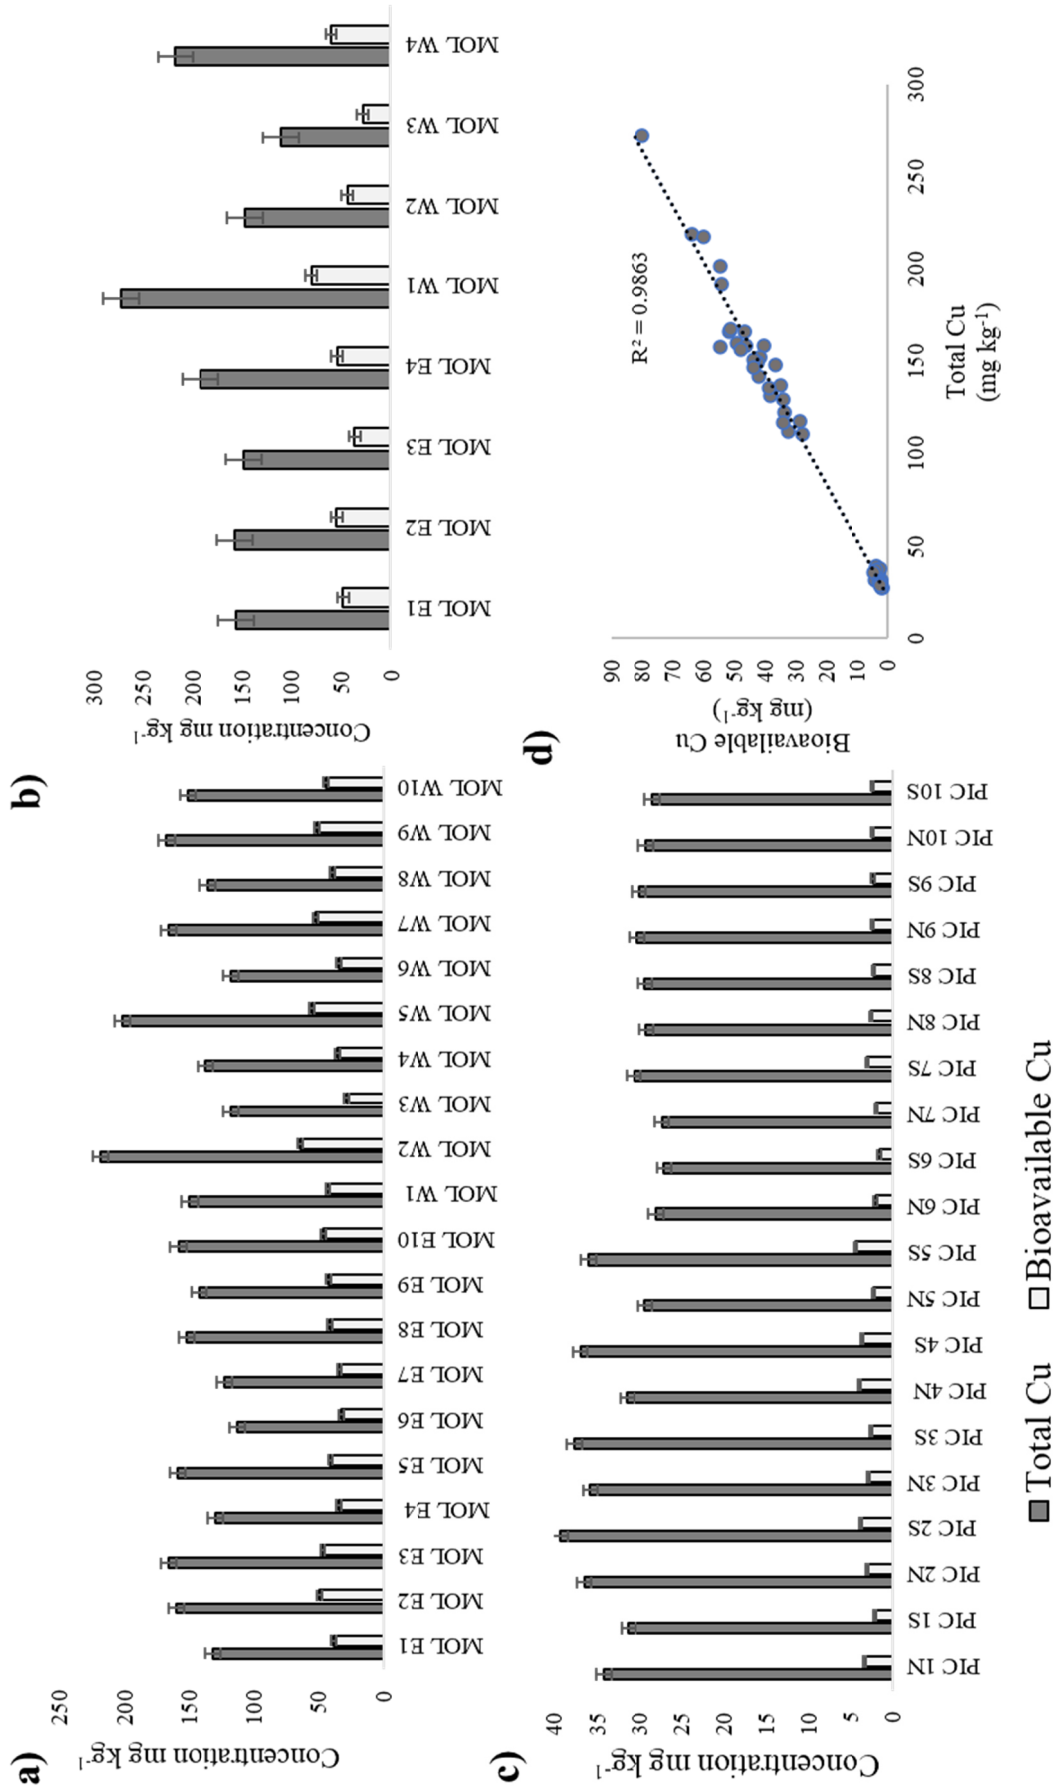 a)
Concentration mg kg⁻¹
250
200
150
100
50
0
MOL E1
MOL E2
MOL E3
MOL E4
MOL E5
MOL E6
MOL E7
MOL E8
MOL E9
MOL E10
MOL W1
MOL W2
MOL W3
MOL W4
MOL W5
MOL W6
MOL W7
MOL W8
MOL W9
MOL W10
b)
Concentration mg kg⁻¹
300
250
200
150
100
50
0
MOL E1
MOL E2
MOL E3
MOL E4
MOL W1
MOL W2
MOL W3
MOL W4
c)
Concentration mg kg⁻¹
40
35
30
25
20
15
10
5
0
PIC 1N
PIC 1S
PIC 2N
PIC 2S
PIC 3N
PIC 3S
PIC 4N
PIC 4S
PIC 5N
PIC 5S
PIC 6N
PIC 6S
PIC 7N
PIC 7S
PIC 8N
PIC 8S
PIC 9N
PIC 9S
PIC 10N
PIC 10S
d)
Bioavailable Cu
(mg kg⁻¹)
90
80
70
60
50
40
30
20
10
0
R² = 0.9863
0
50
100
150
200
250
300
Total Cu
(mg kg⁻¹)
Total Cu
Bioavailable Cu